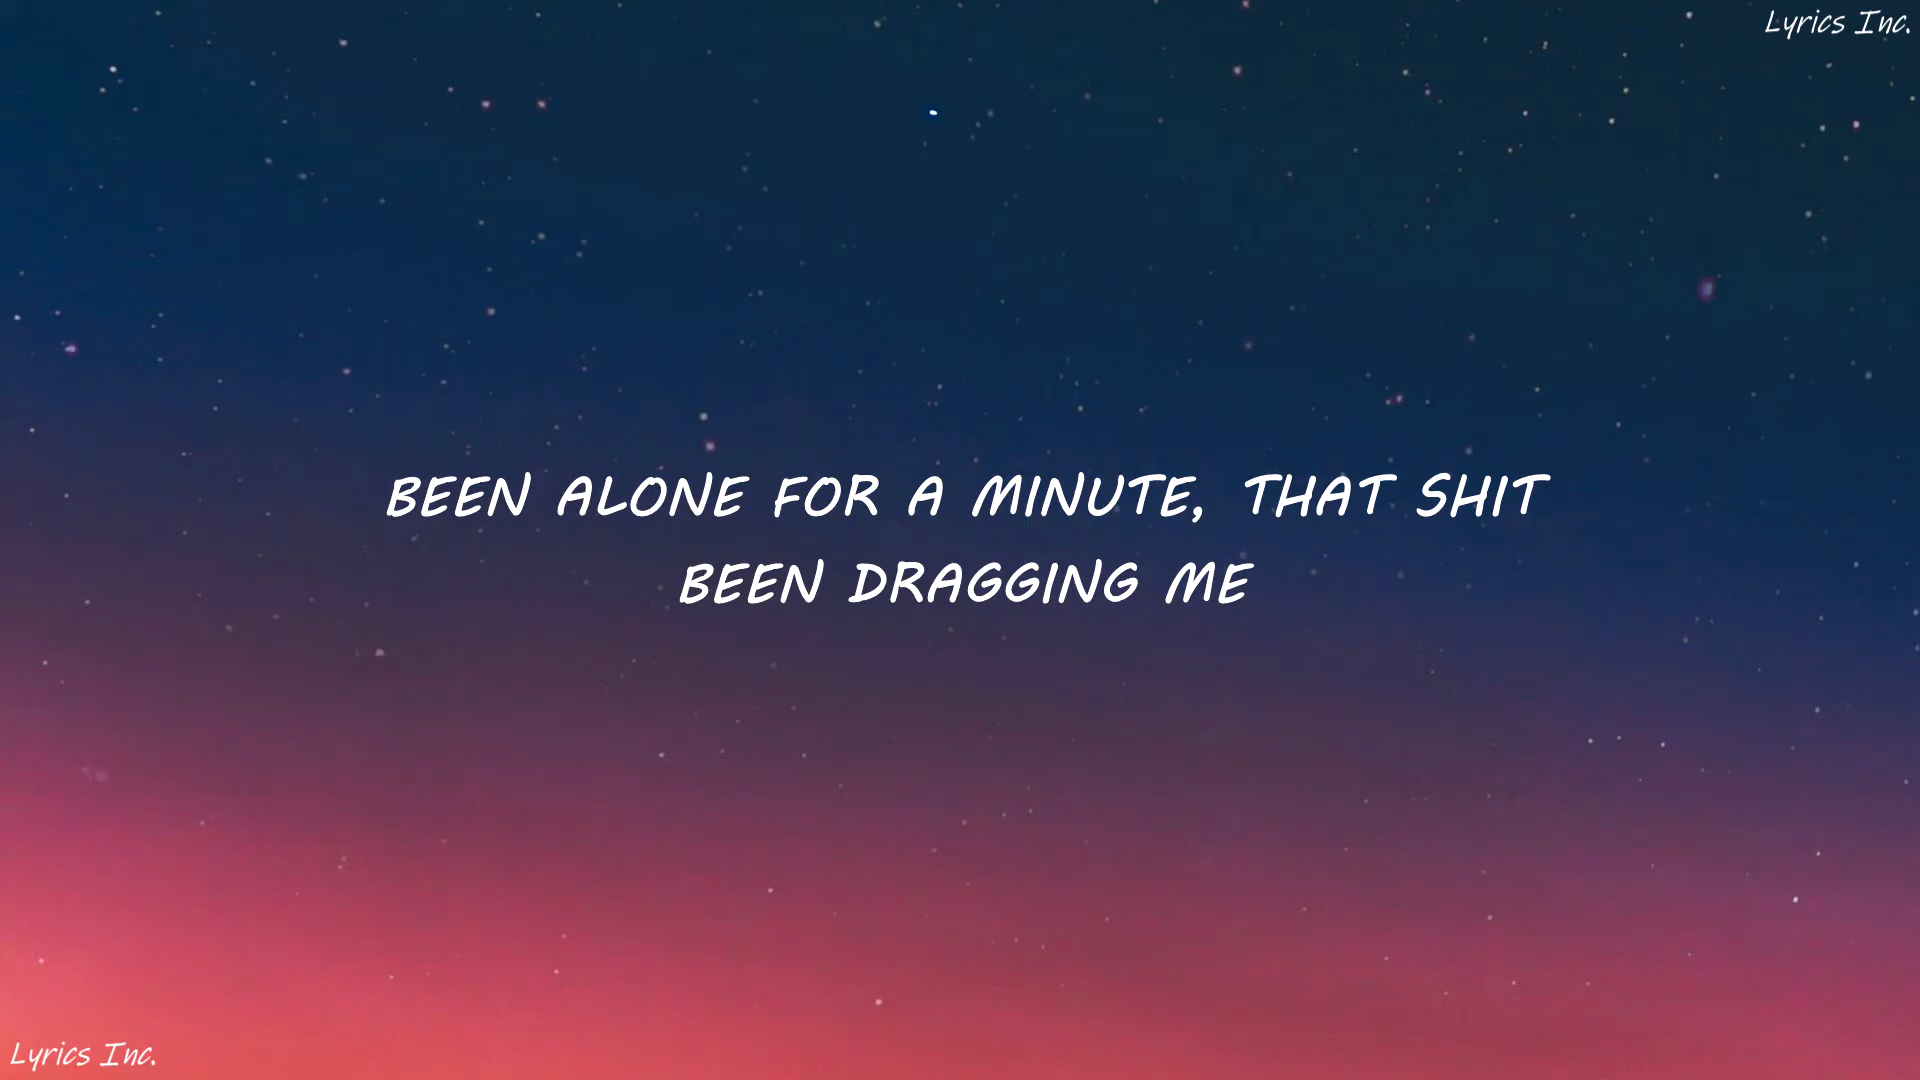 Lyrics Inc.
BEEN ALONE FOR A MINUTE, THAT SHIT
BEEN DRAGGING ME
Lyrics Inc.